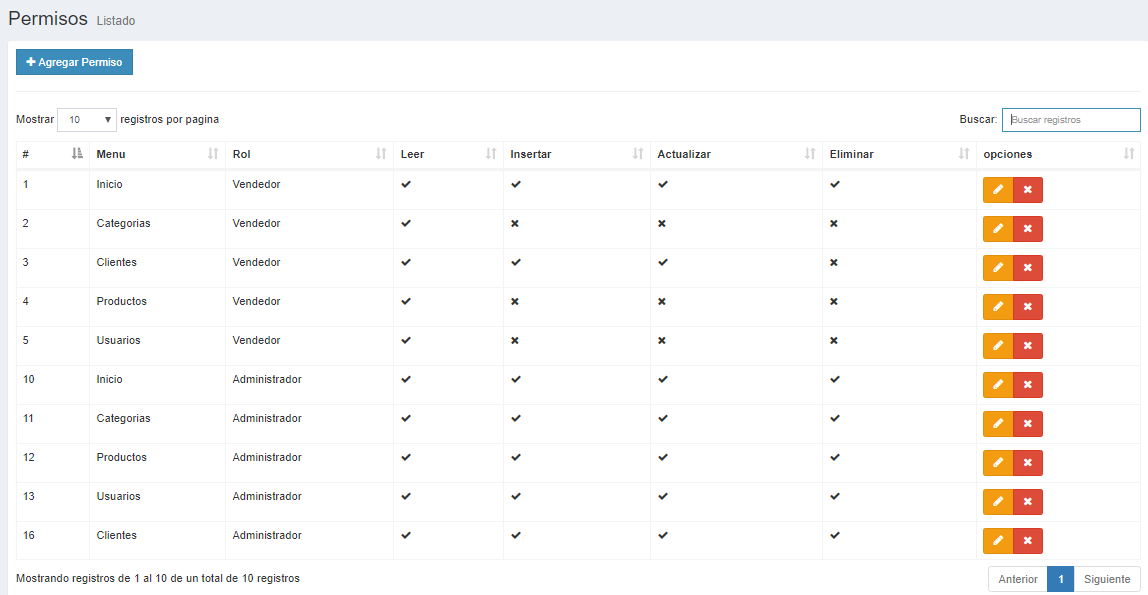 Permisos Listado
Agregar Permiso
Mostrar 10 registros por pagina Buscar: Buscar registros
# Menu Rol Leer Insertar Actualizar Eliminar opciones
1 Inicio Vendedor
2 Categorias Vendedor
3 Clientes Vendedor
4 Productos Vendedor
5 Usuarios Vendedor
10 Inicio Administrador
11 Categorias Administrador
12 Productos Administrador
13 Usuarios Administrador
16 Clientes Administrador
Mostrando registros de 1 al 10 de un total de 10 registros Anterior 1 Siguiente